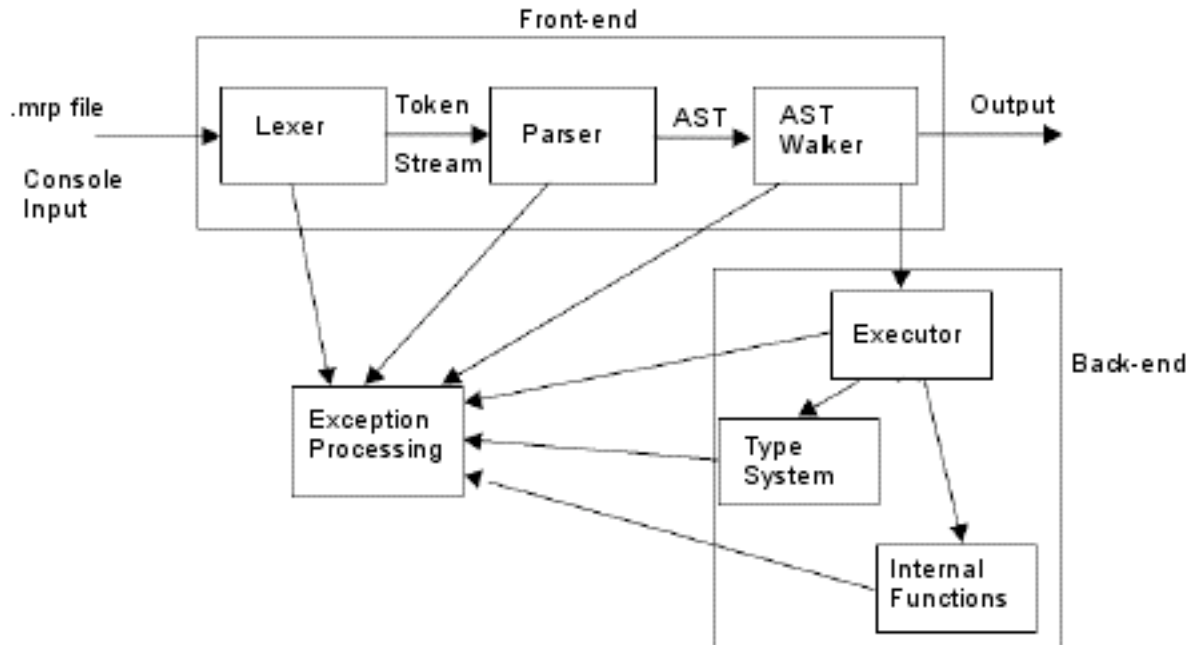 Front-end
.mrp file
Console
Input
Lexer
Token
Stream
Parser
AST
AST
Walker
Output
Executor
Back-end
Exception
Processing
Type
System
Internal
Functions